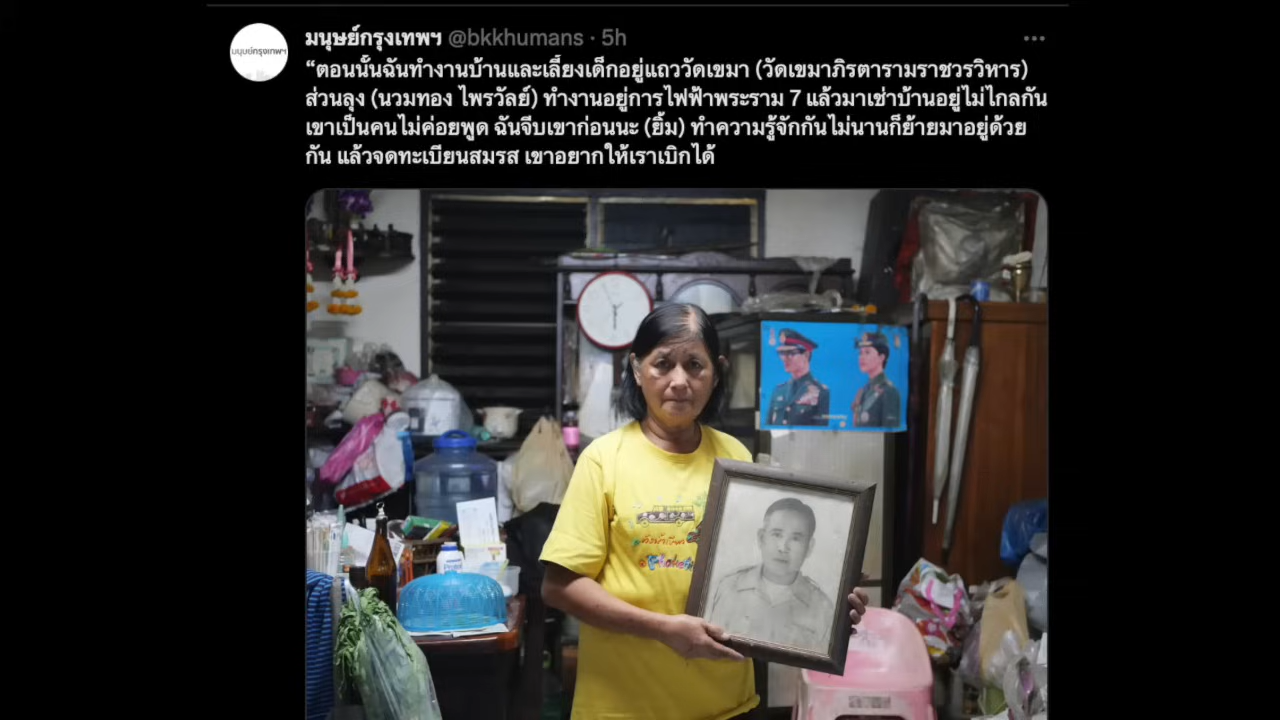 มนุษย์กรุงเทพฯ
มนุษย์กรุงเทพฯ @bkkhumans · 5h
“ตอนนั้นฉันทำงานบ้านและเลี้ยงเด็กอยู่แถววัดเขมา (วัดเขมาภิรตารามราชวรวิหาร)
ส่วนลุง (นวมทอง ไพรวัลย์) ทำงานอยู่การไฟฟ้าพระราม 7 แล้วมาเช่าบ้านอยู่ไม่ไกลกัน
เขาเป็นคนไม่ค่อยพูด ฉันจีบเขาก่อนนะ (ยิ้ม) ทำความรู้จักกันไม่นานก็ย้ายมาอยู่ด้วย
กัน แล้วจดทะเบียนสมรส เขาอยากให้เราเบิกได้